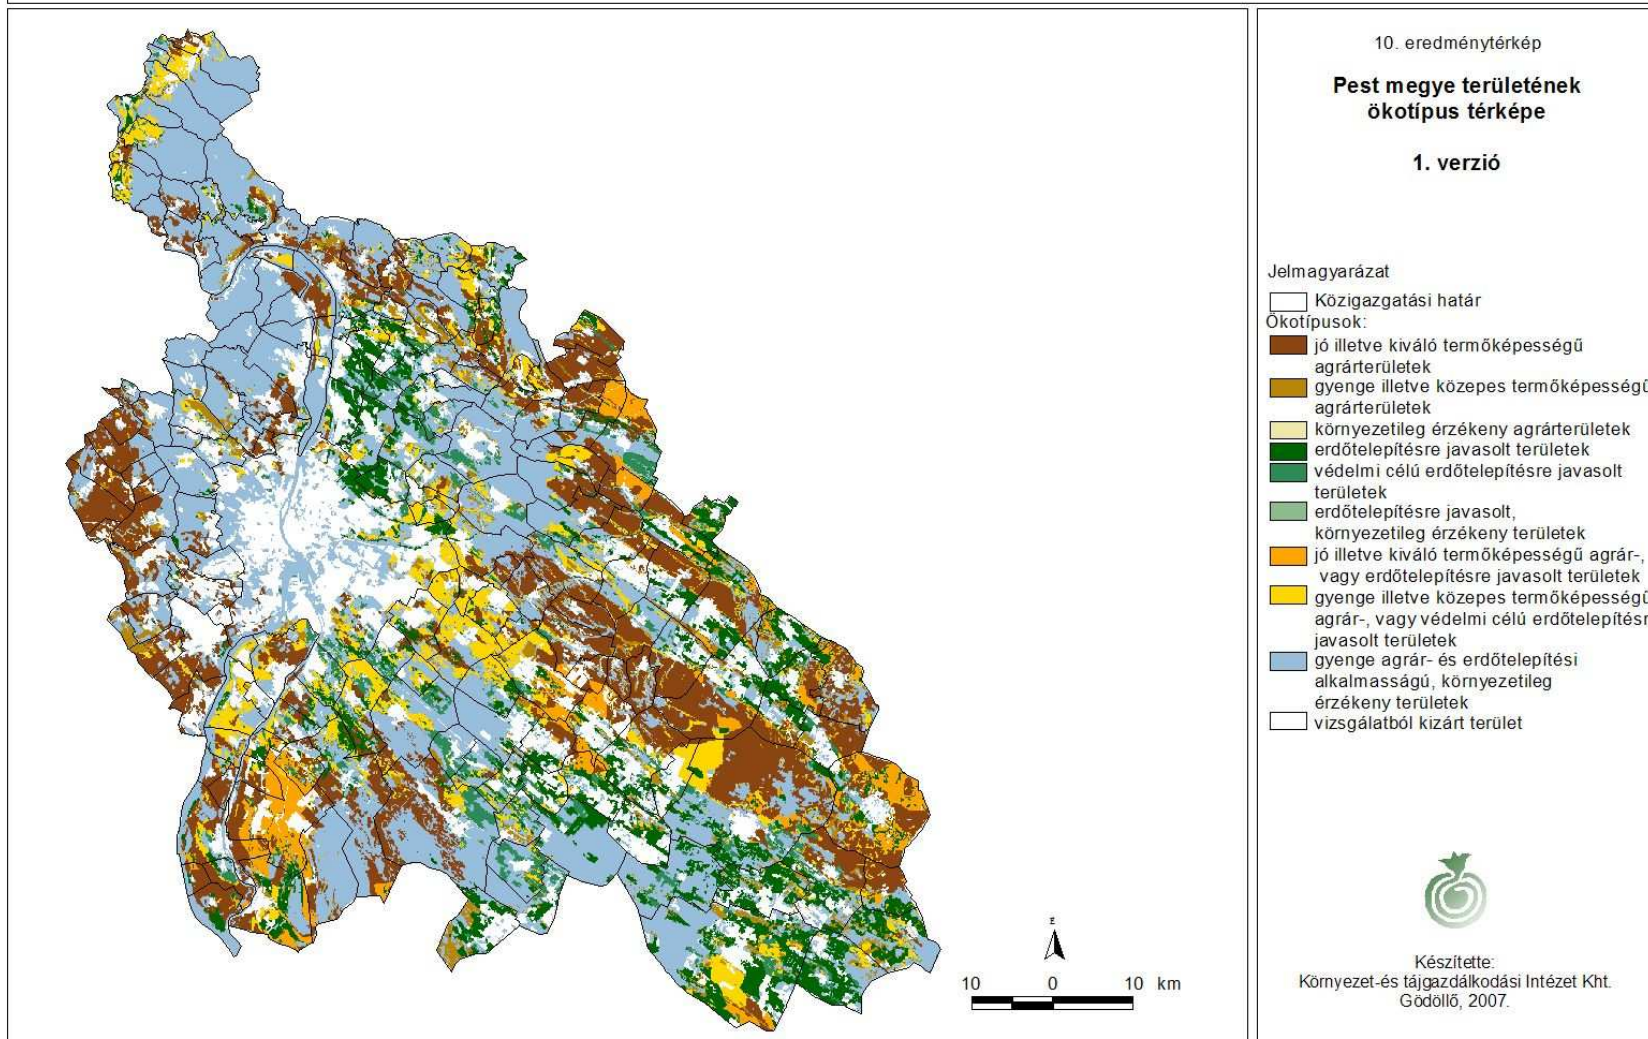 10. eredménytérkép
Pest megye területének
ökotípus térképe
1. verzió
Jelmagyarázat
Közigazgatási határ
Ökotípusok:
jó illetve kiváló termőképességű
agrárterületek
gyenge illetve közepes termőképességű
agrárterületek
környezetileg érzékeny agrárterületek
erdőtelepítésre javasolt területek
védelmi célú erdőtelepítésre javasolt
területek
erdőtelepítésre javasolt,
környezetileg érzékeny területek
jó illetve kiváló termőképességű agrár-,
vagy erdőtelepítésre javasolt területek
gyenge illetve közepes termőképességű
agrár-, vagy védelmi célú erdőtelepítésr
javasolt területek
gyenge agrár- és erdőtelepítési
alkalmasságú, környezetileg
érzékeny területek
vizsgálatból kizárt terület
10 0 10 km
Készítette:
Környezet-és tájgazdálkodási Intézet Kht.
Gödöllő, 2007.